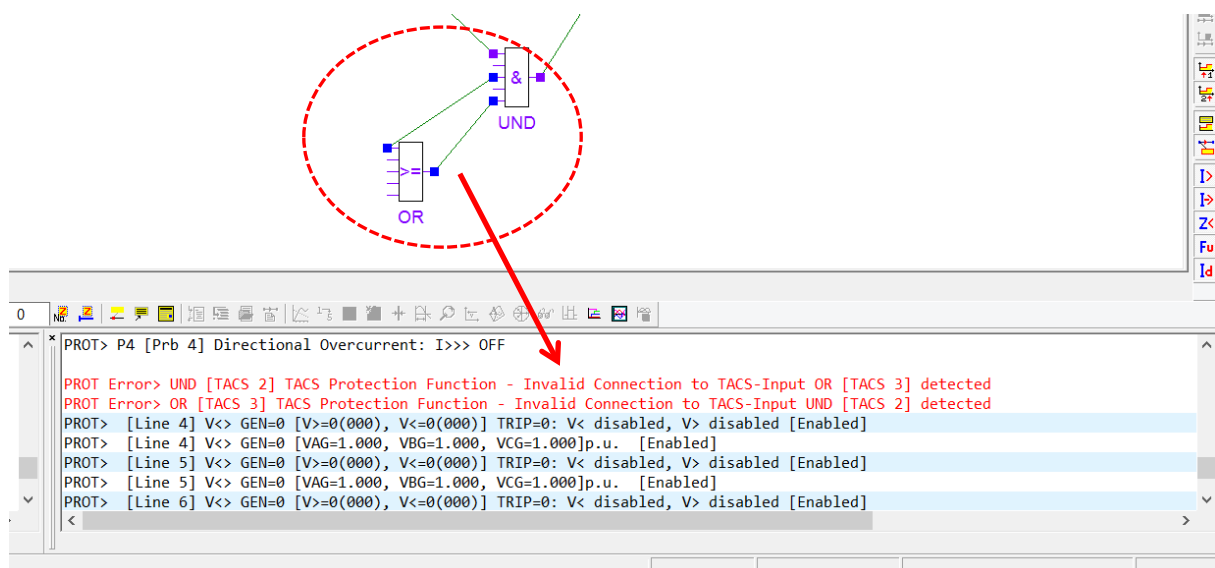 &
UND
>=
OR
I>
I>
Z<
Fu
Id
0
PROT> P4 [Prb 4] Directional Overcurrent: I>>> OFF
PROT Error> UND [TACS 2] TACS Protection Function - Invalid Connection to TACS-Input OR [TACS 3] detected
PROT Error> OR [TACS 3] TACS Protection Function - Invalid Connection to TACS-Input UND [TACS 2] detected
PROT>  [Line 4] V<> GEN=0 [V>=0(000), V<=0(000)] TRIP=0: V< disabled, V> disabled [Enabled]
PROT>  [Line 4] V<> GEN=0 [VAG=1.000, VBG=1.000, VCG=1.000]p.u.  [Enabled]
PROT>  [Line 5] V<> GEN=0 [V>=0(000), V<=0(000)] TRIP=0: V< disabled, V> disabled [Enabled]
PROT>  [Line 5] V<> GEN=0 [VAG=1.000, VBG=1.000, VCG=1.000]p.u.  [Enabled]
PROT>  [Line 6] V<> GEN=0 [V>=0(000), V<=0(000)] TRIP=0: V< disabled, V> disabled [Enabled]